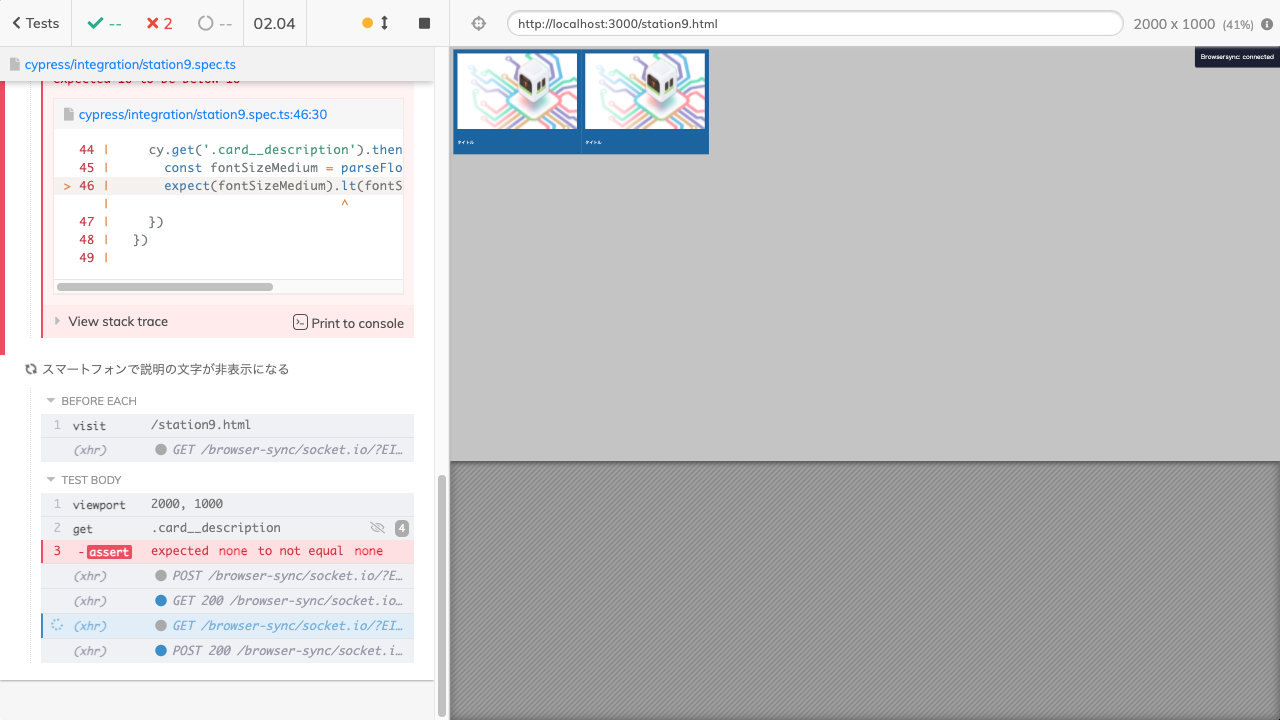 Tests
--
2
--
02.04
http://localhost:3000/station9.html
2000 x 1000 (41%)
cypress/integration/station9.spec.ts
Browsersync: connected
expected 16 to be below 16
cypress/integration/station9.spec.ts:46:30
44 | cy.get('.card__description').then
45 | const fontSizeMedium = parseFlo
> 46 | expect(fontSizeMedium).lt(fontS
| ^
47 | })
48 | })
49 |
View stack trace
Print to console
スマートフォンで説明の文字が非表示になる
BEFORE EACH
1 visit /station9.html
(xhr) GET /browser-sync/socket.io/?EI…
TEST BODY
1 viewport 2000, 1000
2 get .card__description 4
3 -assert expected none to not equal none
(xhr) POST /browser-sync/socket.io/?E…
(xhr) GET 200 /browser-sync/socket.io…
(xhr) GET /browser-sync/socket.io/?EI…
(xhr) POST 200 /browser-sync/socket.i…
タイトル
タイトル